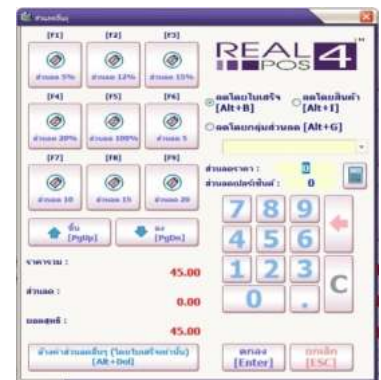 ส่วนลดอื่นๆ
[F1] [F2] [F3]
ส่วนลด 5% ส่วนลด 12% ส่วนลด 15%
[F4] [F5] [F6]
ส่วนลด 20% ส่วนลด 100% ส่วนลด 5
[F7] [F8] [F9]
ส่วนลด 10 ส่วนลด 15 ส่วนลด 20
ขึ้น
[PgUp]
ลง
[PgDn]
ราคารวม :
45.00
ส่วนลด :
0.00
ยอดสุทธิ :
45.00
ล้างค่าส่วนลดอื่นๆ (โดยใบเสร็จเท่านั้น)
[Alt+Del]
REAL
POS
4
TM
ลดโดยใบเสร็จ
[Alt+B]
ลดโดยสินค้า
[Alt+I]
ลดโดยกลุ่มส่วนลด [Alt+G]
ส่วนลดราคา : 0
ส่วนลดเปอร์เซ็นต์ : 0
7 8 9
4 5 6
1 2 3
C
0 .
ตกลง
[Enter]
ยกเลิก
[ESC]